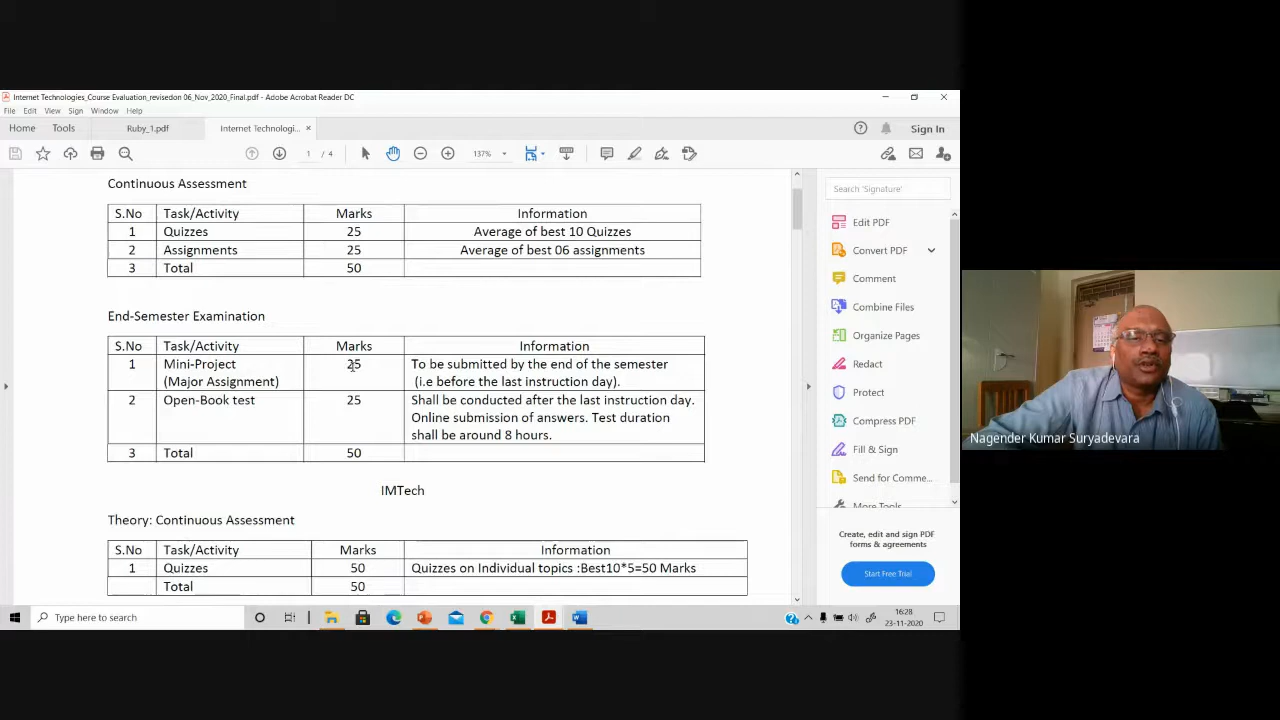 Internet Technologies_Course Evaluation_revisedon 06_Nov_2020_Final.pdf - Adobe Acrobat Reader DC
File Edit View Sign Window Help
Home Tools Ruby_1.pdf Internet Technologi... × Sign In
1 / 4 137%
Continuous Assessment
S.No Task/Activity Marks Information
1 Quizzes 25 Average of best 10 Quizzes
2 Assignments 25 Average of best 06 assignments
3 Total 50
End-Semester Examination
S.No Task/Activity Marks Information
1 Mini-Project 25 To be submitted by the end of the semester
(Major Assignment) (i.e before the last instruction day).
2 Open-Book test 25 Shall be conducted after the last instruction day.
Online submission of answers. Test duration
shall be around 8 hours.
3 Total 50
IMTech
Theory: Continuous Assessment
S.No Task/Activity Marks Information
1 Quizzes 50 Quizzes on Individual topics :Best10*5=50 Marks
Total 50
Search 'Signature'
Edit PDF
Convert PDF
Comment
Combine Files
Organize Pages
Redact
Protect
Compress PDF
Fill & Sign
Send for Comme...
More Tools
Create, edit and sign PDF
forms & agreements
Start Free Trial
Nagender Kumar Suryadevara
Type here to search
16:28
23-11-2020